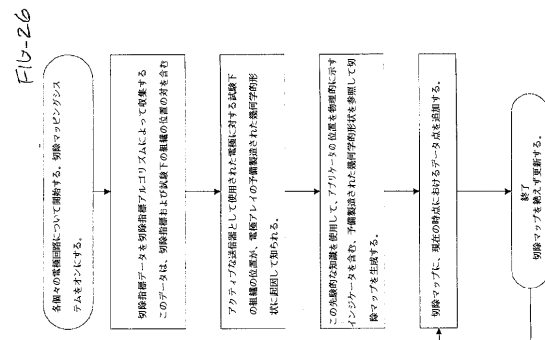 FIG-26
各個々の電極回路について開始する。切除マッピングシス
テムをオンにする。
切除指標データを切除指標アルゴリズムによって収集する
このデータは、切除指標および試験下の組織の位置の対を含む
アクティブな送信器として使用された電極に対する試験下
の組織の位置が、電極アレイの予備製造された幾何学的形
状に起因して知られる。
この先験的な知識を使用して、アプリケータの位置を物理的に示す
インジケータを含む、予備製造された幾何学的形状を参照して切
除マップを生成する。
切除マップに、現在の時点におけるデータ点を追加する。
終了
切除マップを絶えず更新する。